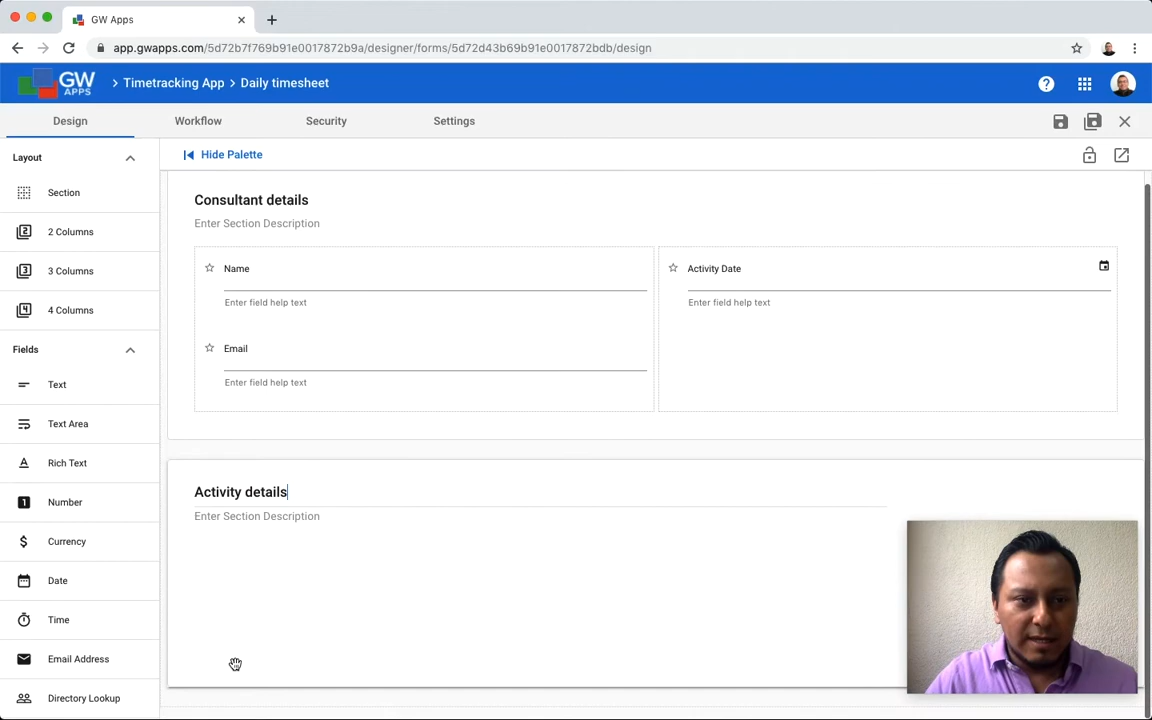 GW Apps
app.gwapps.com/5d72b7f769b91e0017872b9a/designer/forms/5d72d43b69b91e0017872bdb/design
GW APPS > Timetracking App > Daily timesheet
Design Workflow Security Settings
Layout
Hide Palette
Section
2 Columns
3 Columns
4 Columns
Fields
Text
Text Area
Rich Text
Number
Currency
Date
Time
Email Address
Directory Lookup
Consultant details
Enter Section Description
Name
Enter field help text
Email
Enter field help text
Activity Date
Enter field help text
Activity details
Enter Section Description